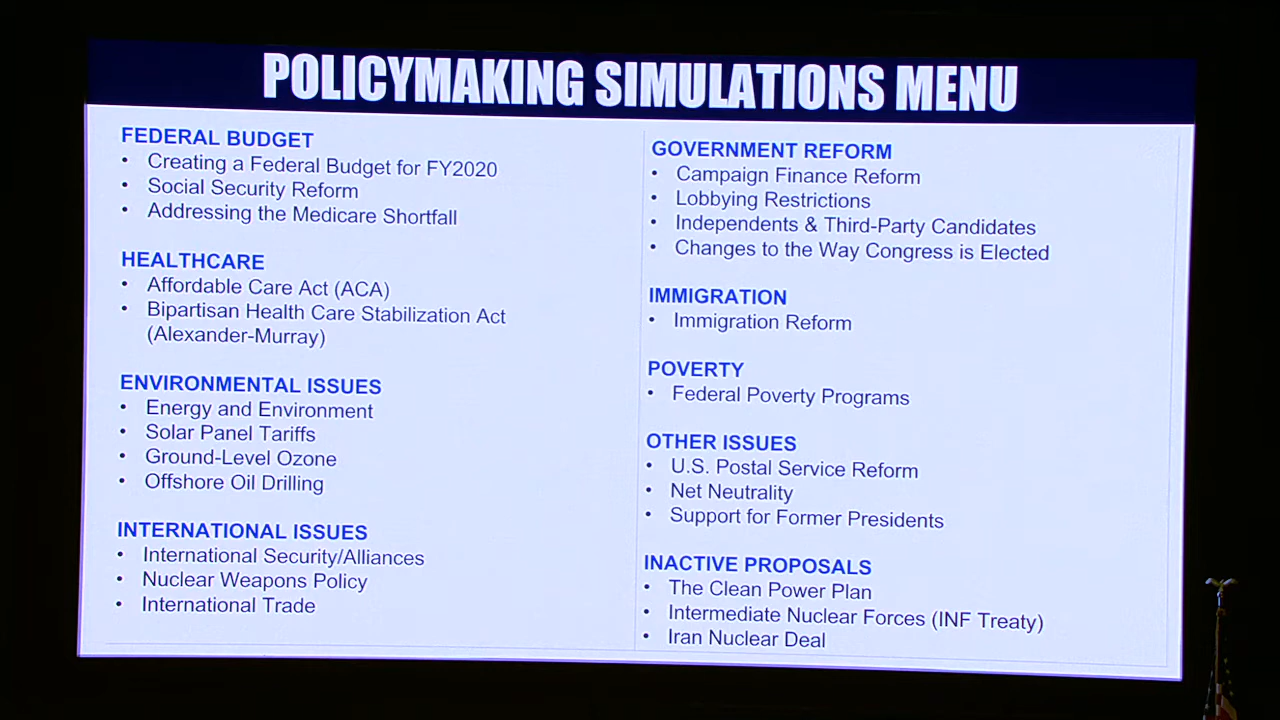 POLICYMAKING SIMULATIONS MENU
FEDERAL BUDGET
• Creating a Federal Budget for FY2020
• Social Security Reform
• Addressing the Medicare Shortfall
HEALTHCARE
• Affordable Care Act (ACA)
• Bipartisan Health Care Stabilization Act
(Alexander-Murray)
ENVIRONMENTAL ISSUES
• Energy and Environment
• Solar Panel Tariffs
• Ground-Level Ozone
• Offshore Oil Drilling
INTERNATIONAL ISSUES
• International Security/Alliances
• Nuclear Weapons Policy
• International Trade
GOVERNMENT REFORM
• Campaign Finance Reform
• Lobbying Restrictions
• Independents & Third-Party Candidates
• Changes to the Way Congress is Elected
IMMIGRATION
• Immigration Reform
POVERTY
• Federal Poverty Programs
OTHER ISSUES
• U.S. Postal Service Reform
• Net Neutrality
• Support for Former Presidents
INACTIVE PROPOSALS
• The Clean Power Plan
• Intermediate Nuclear Forces (INF Treaty)
• Iran Nuclear Deal